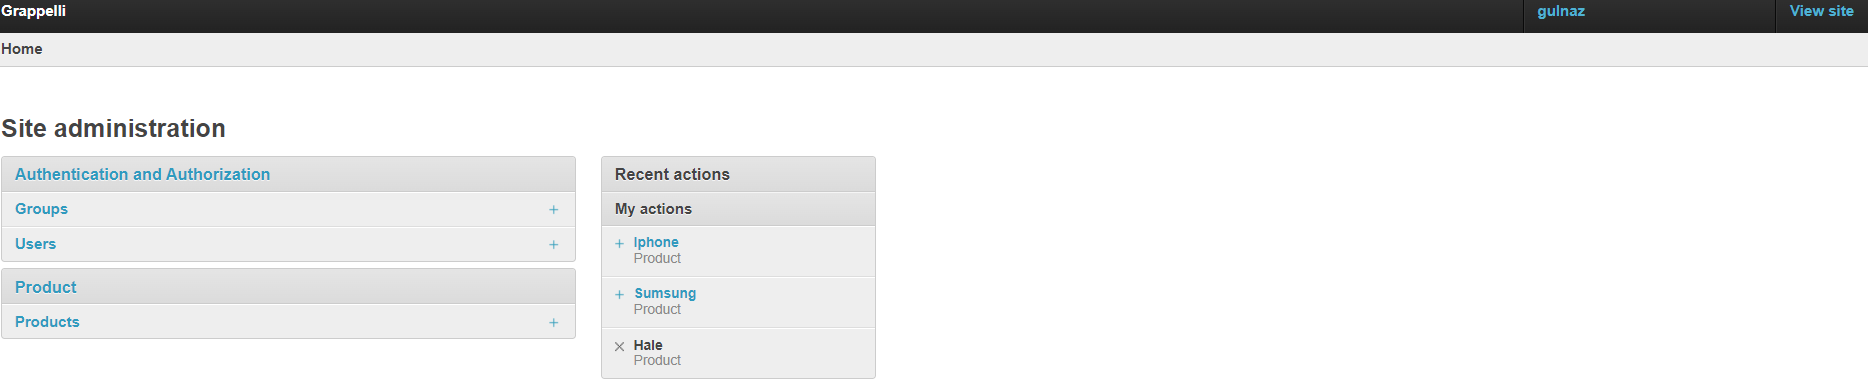 Grappelli
gulnaz
View site
Home
Site administration
Authentication and Authorization
Groups
Users
Product
Products
Recent actions
My actions
Iphone
Product
Sumsung
Product
Hale
Product